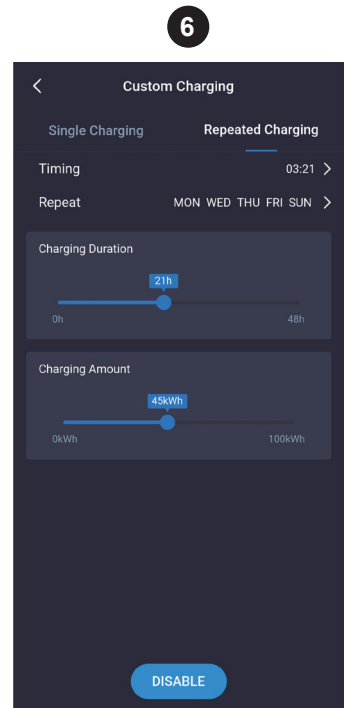 6
Custom Charging
Single Charging Repeated Charging
Timing 03:21
Repeat MON WED THU FRI SUN
Charging Duration
21h
0h 48h
Charging Amount
45kWh
0kWh 100kWh
DISABLE